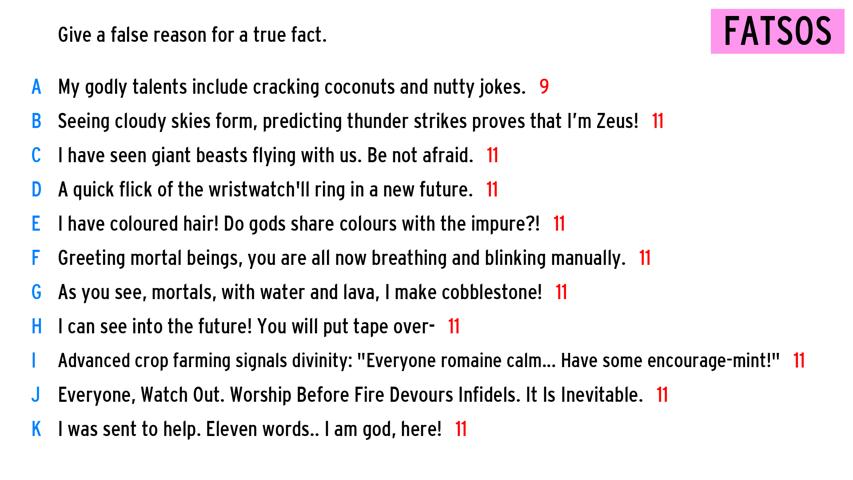 Give a false reason for a true fact.
FATSOS
A My godly talents include cracking coconuts and nutty jokes. 9
B Seeing cloudy skies form, predicting thunder strikes proves that I'm Zeus! 11
C I have seen giant beasts flying with us. Be not afraid. 11
D A quick flick of the wristwatch'll ring in a new future. 11
E I have coloured hair! Do gods share colours with the impure?! 11
F Greeting mortal beings, you are all now breathing and blinking manually. 11
G As you see, mortals, with water and lava, I make cobblestone! 11
H I can see into the future! You will put tape over- 11
I Advanced crop farming signals divinity: "Everyone romaine calm... Have some encourage-mint!" 11
J Everyone, Watch Out. Worship Before Fire Devours Infidels. It Is Inevitable. 11
K I was sent to help. Eleven words.. I am god, here! 11